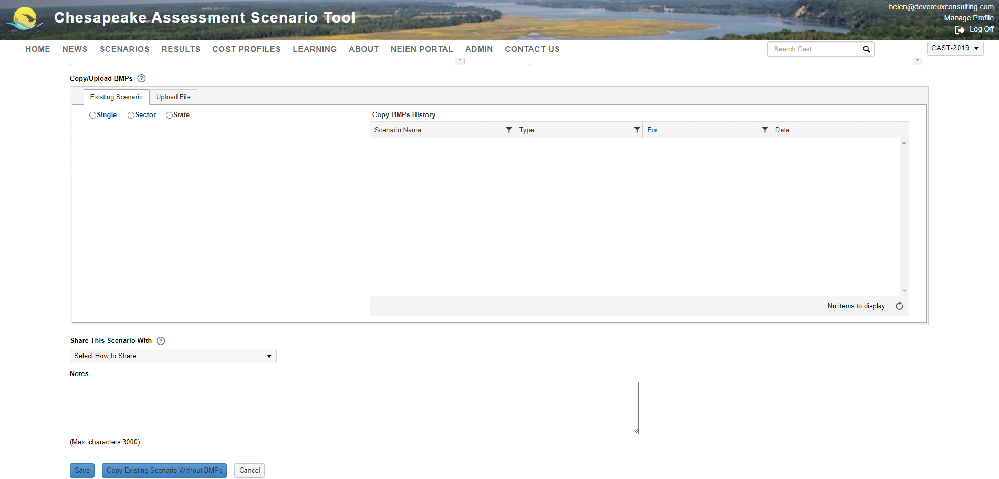 Chesapeake Assessment Scenario Tool
helen@devereuxconsulting.com
Manage Profile
Log Off
HOME NEWS SCENARIOS RESULTS COST PROFILES LEARNING ABOUT NEIEN PORTAL ADMIN CONTACT US Search Cast... CAST-2019
Copy/Upload BMPs ?
Existing Scenario Upload File
Single Sector State Copy BMPs History
Scenario Name Type For Date
No items to display
Share This Scenario With ?
Select How to Share
Notes
(Max. characters 3000)
Save Copy Existing Scenario Without BMPs Cancel